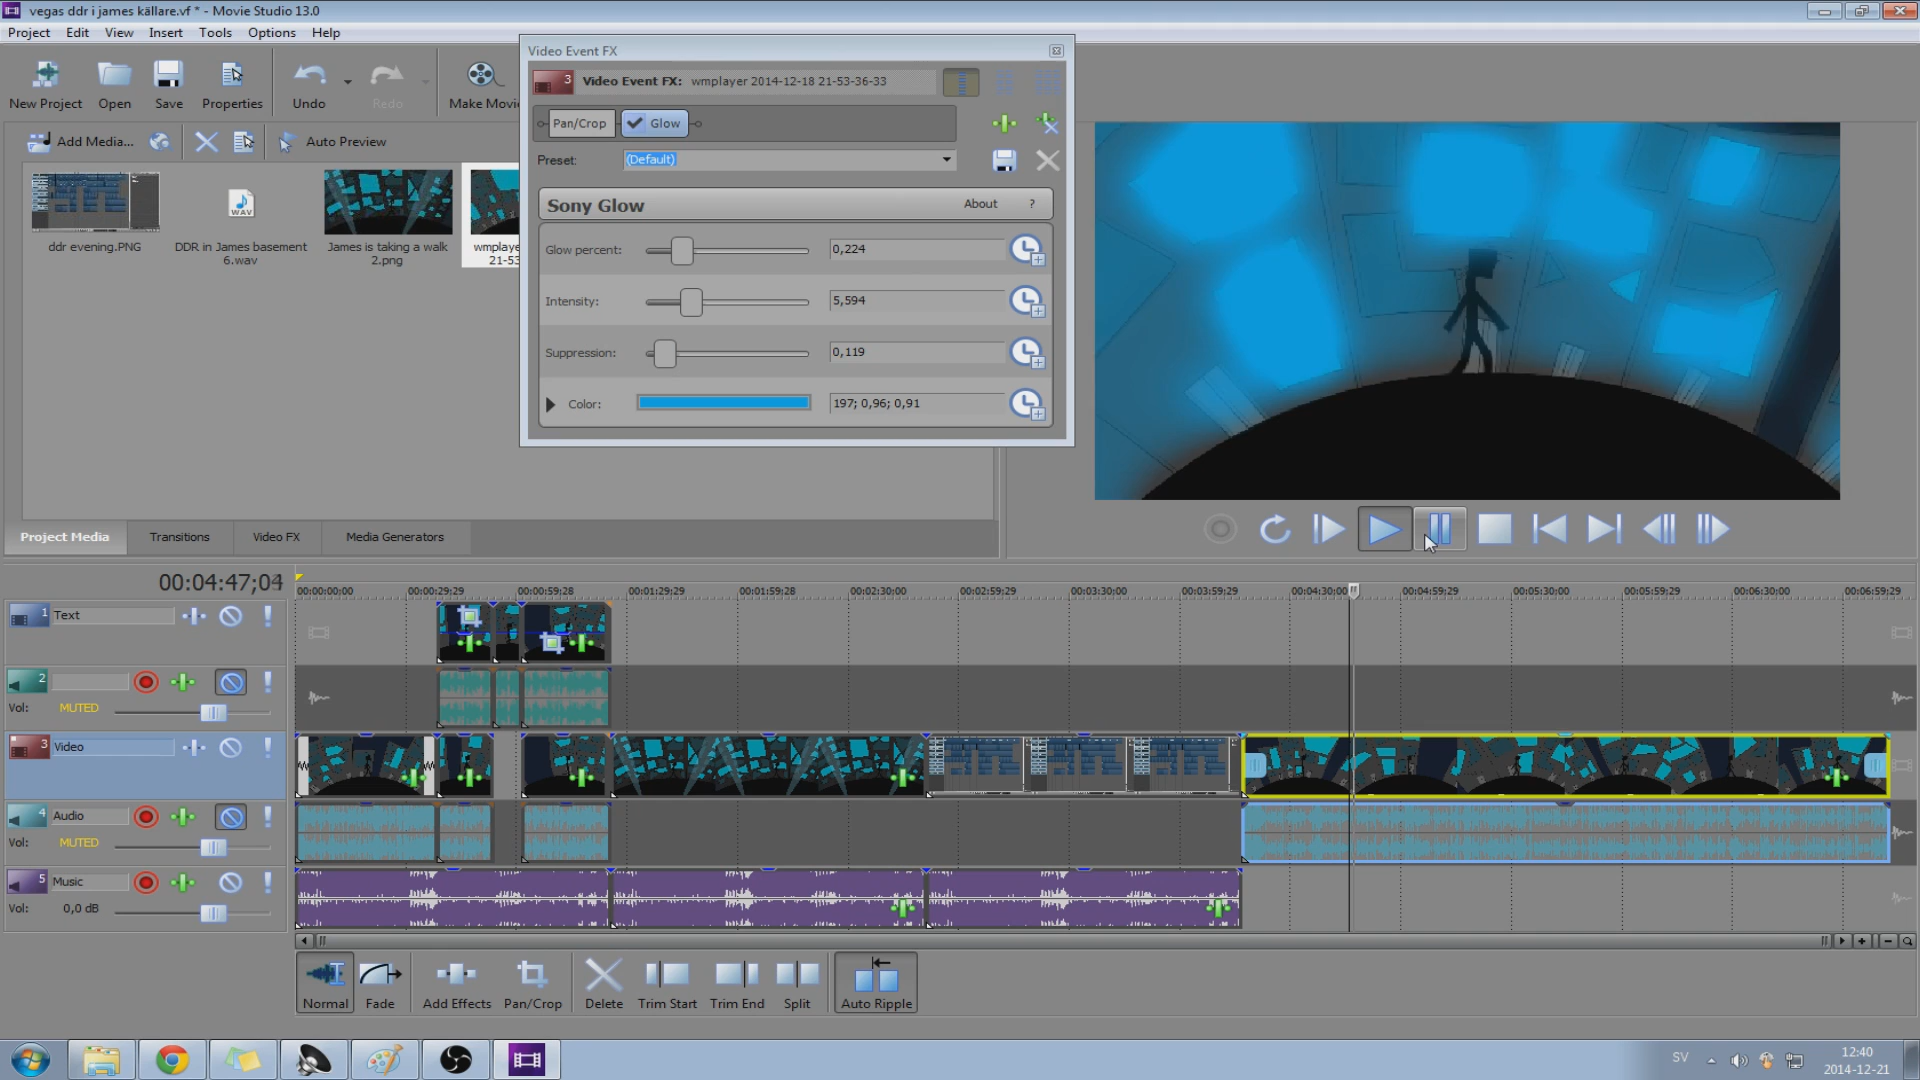 vegas ddr i james källare.vf * - Movie Studio 13.0
Project Edit View Insert Tools Options Help
New Project Open Save Properties Undo Redo Make Movi
Video Event FX
3 Video Event FX: wmplayer 2014-12-18 21-53-36-33
Pan/Crop Glow
Preset: (Default)
Sony Glow About ?
Glow percent: 0,224
Intensity: 5,594
Suppression: 0,119
Color: 197; 0,96; 0,91
Add Media... Auto Preview
WAV
ddr evening.PNG
DDR in James basement 6.wav
James is taking a walk 2.png
wmplaye
21-53
Project Media Transitions Video FX Media Generators
00:04:47;04
00:00:00;00 00:00:29;29 00:00:59;28 00:01:29;29 00:01:59;28 00:02:30;00 00:02:59;29 00:03:30;00 00:03:59;29 00:04:30;00 00:04:59;29 00:05:30;00 00:05:59;29 00:06:30;00 00:06:59;29
1 Text
2
Vol: MUTED
3 Video
4 Audio
Vol: MUTED
5 Music
Vol: 0,0 dB
Normal Fade Add Effects Pan/Crop Delete Trim Start Trim End Split Auto Ripple
SV
12:40
2014-12-21